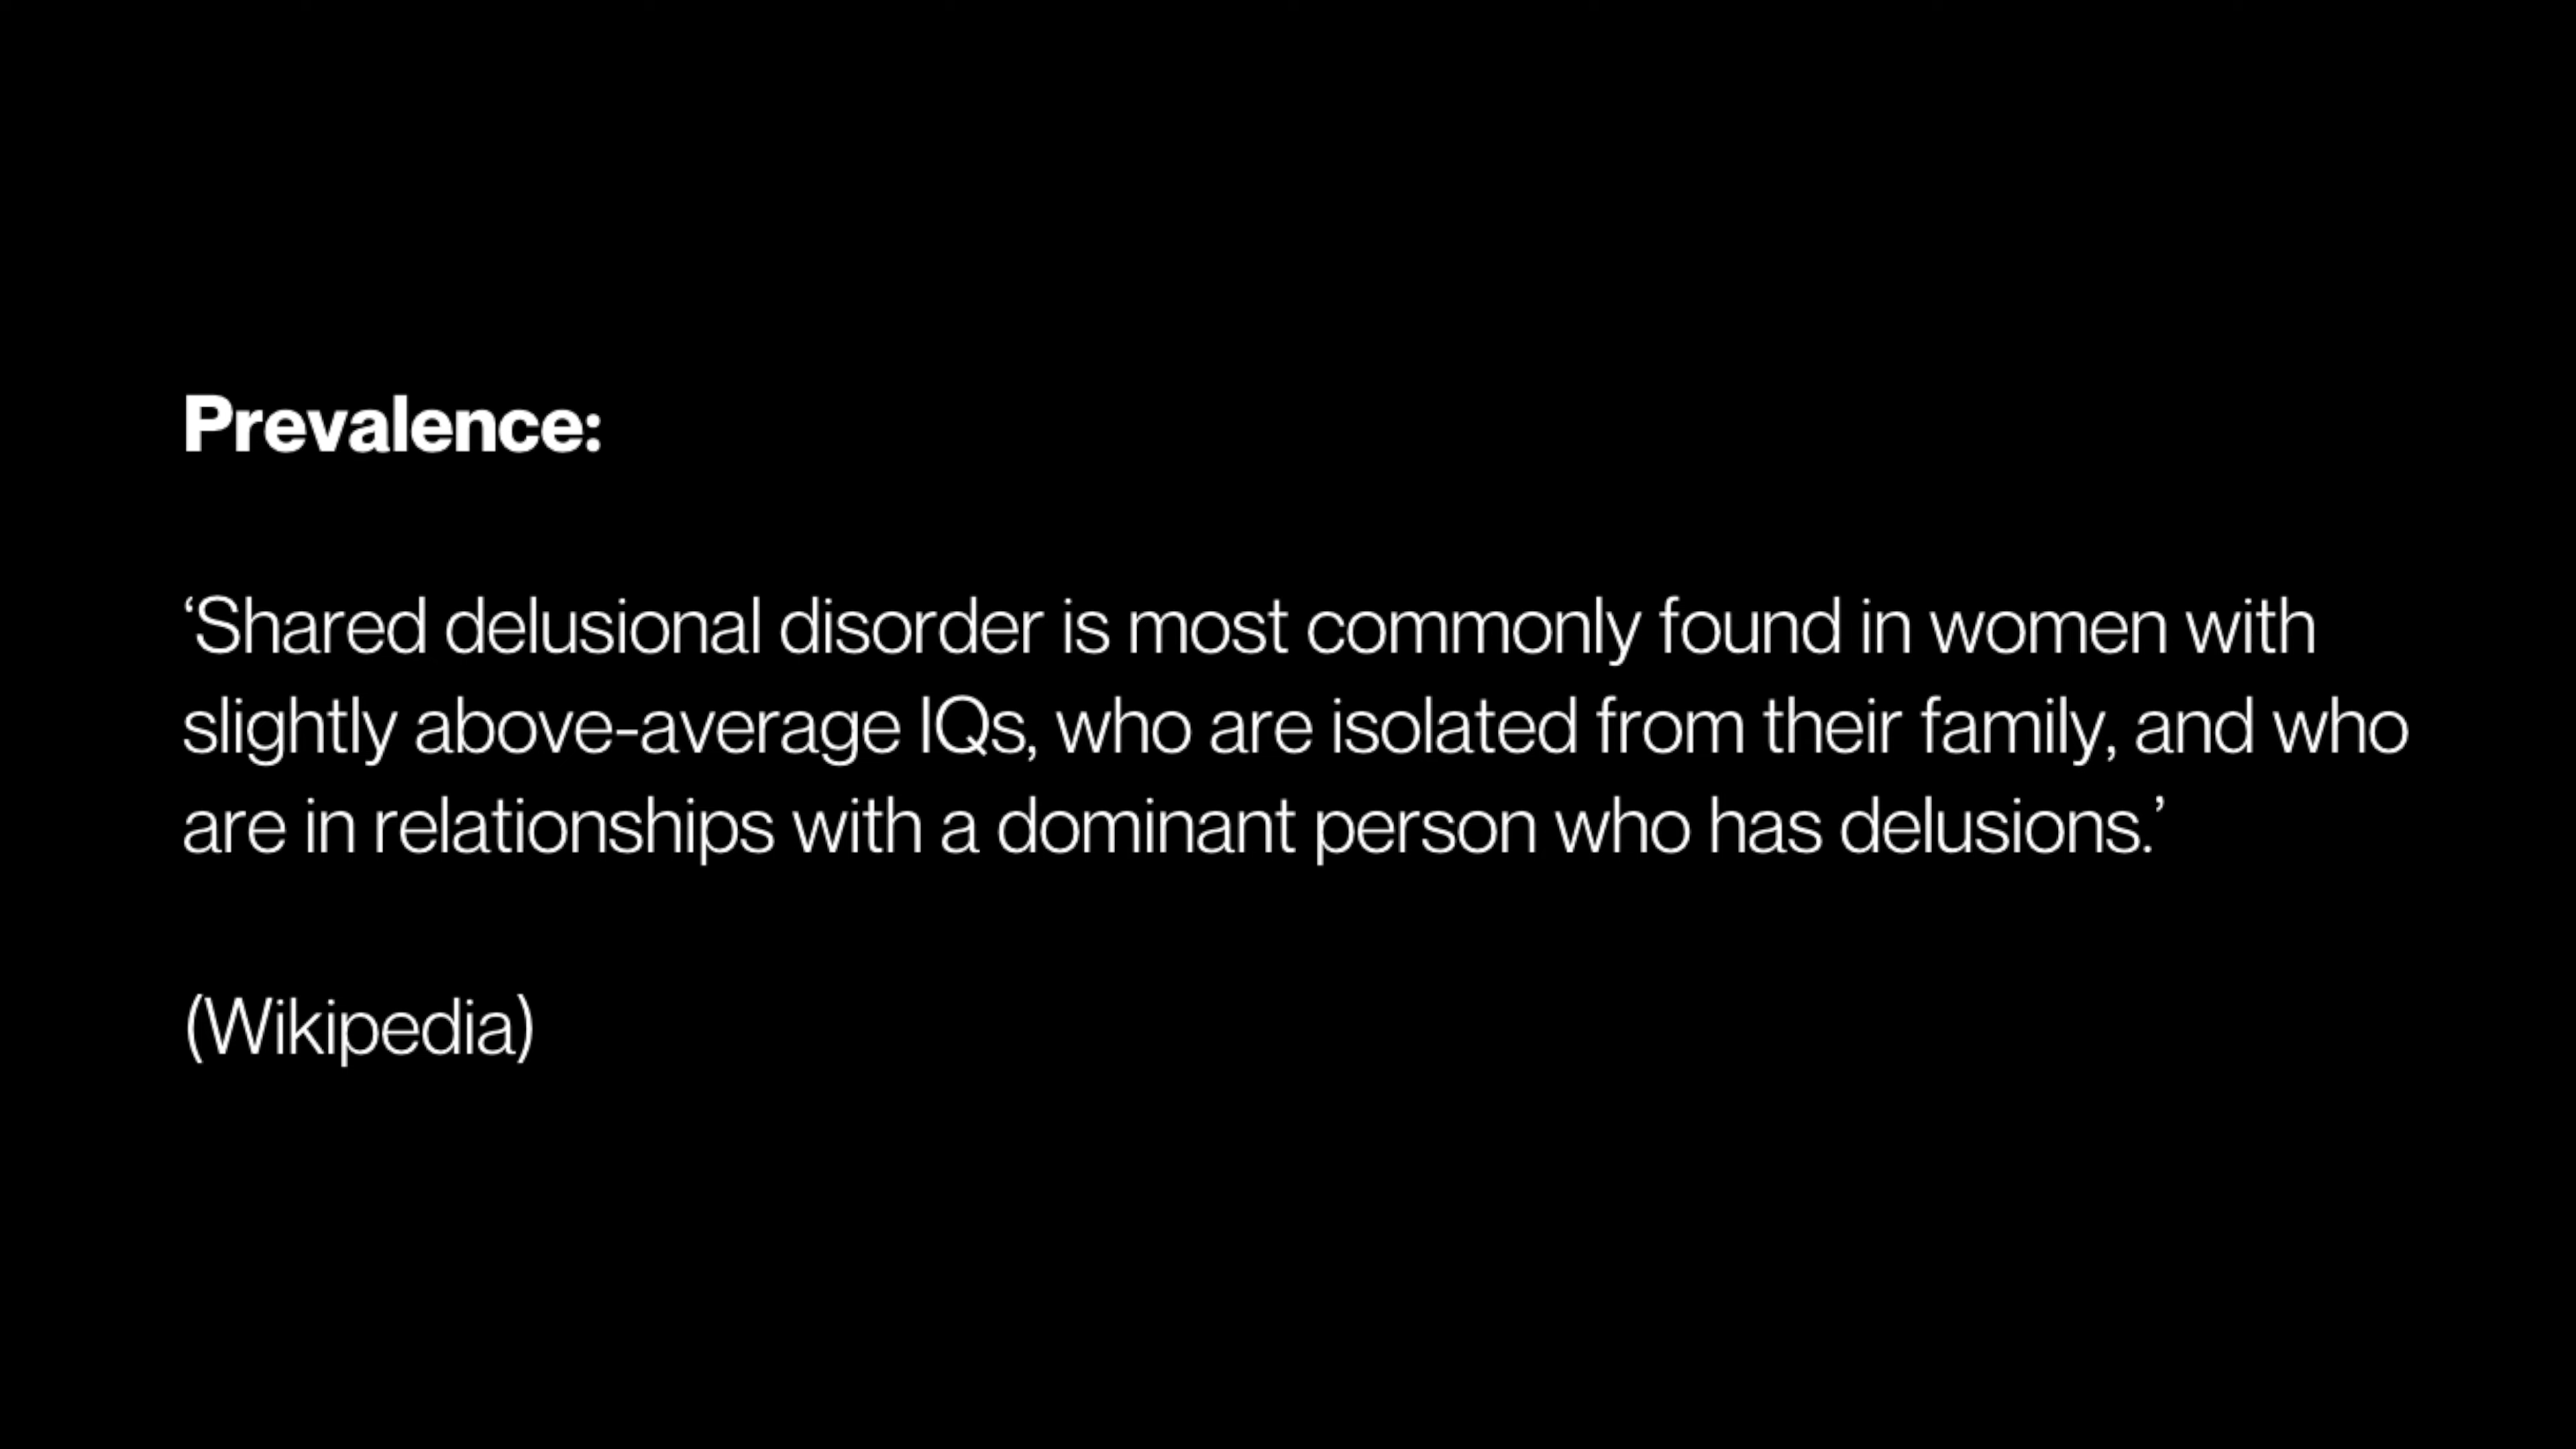 Prevalence:
‘Shared delusional disorder is most commonly found in women with
slightly above-average IQs, who are isolated from their family, and who
are in relationships with a dominant person who has delusions.’
(Wikipedia)